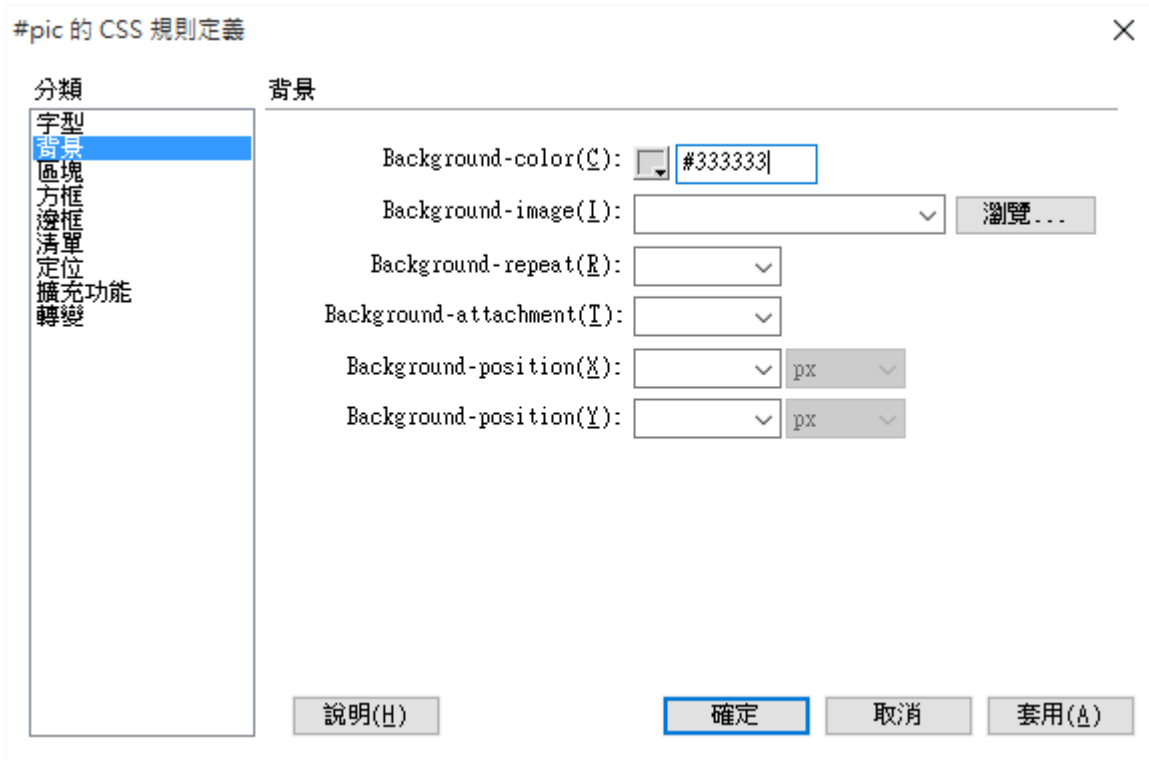 #pic 的 CSS 規則定義
分類
字型
背景
區塊
方框
邊框
清單
定位
擴充功能
轉變
背景
Background-color(C): #333333
Background-image(I): 瀏覽...
Background-repeat(R):
Background-attachment(T):
Background-position(X): px
Background-position(Y): px
說明(H) 確定 取消 套用(A)